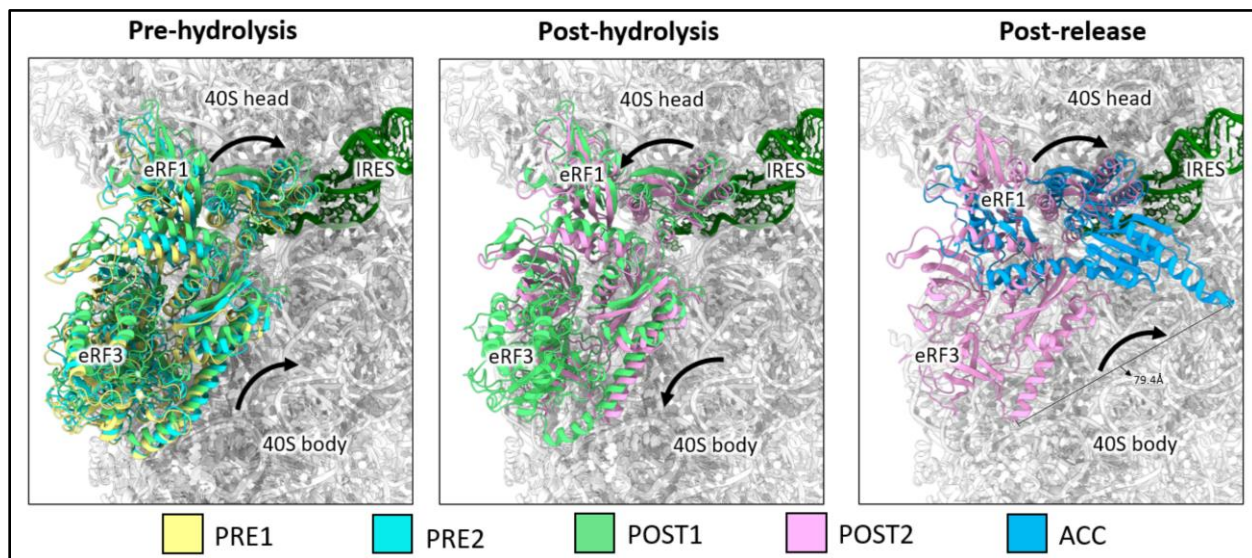 Pre-hydrolysis
Post-hydrolysis
Post-release
40S head
eRF1
IRES
eRF3
40S body
40S head
eRF1
IRES
eRF3
40S body
40S head
IRES
eRF1
eRF3
79.4Å
40S body
PRE1
PRE2
POST1
POST2
ACC